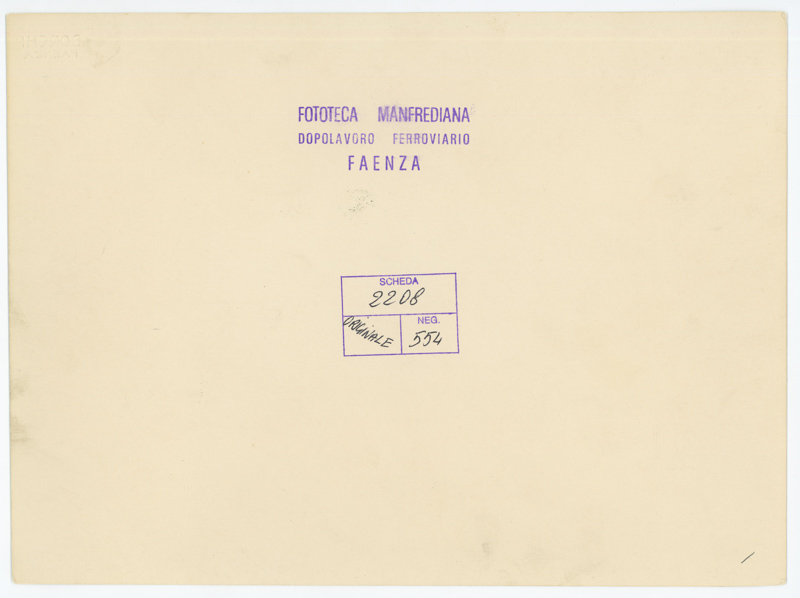 FOTOTECA MANFREDIANA
DOPOLAVORO FERROVIARIO
FAENZA
SCHEDA
2208
ORIGINALE
NEG.
554